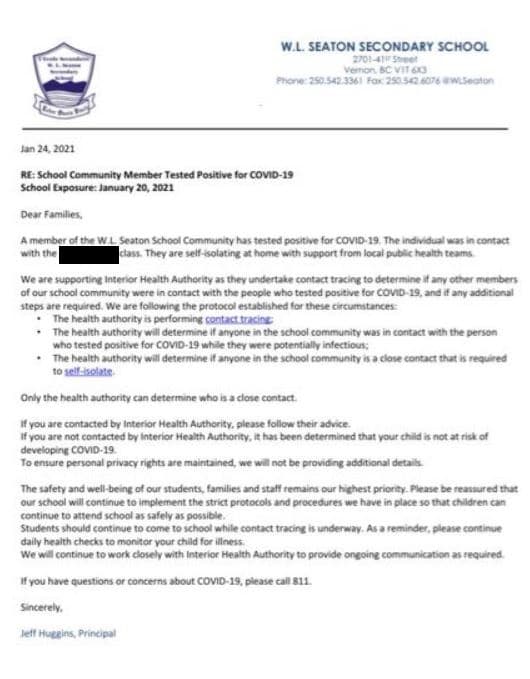 W.L. SEATON SECONDARY SCHOOL
2701-41ST Street
Vernon, BC V1T 6X3
Phone: 250.542.3361 Fax: 250.542.6076 @WLSeaton
W. L. Seaton
Secondary
School
Jan 24, 2021
RE: School Community Member Tested Positive for COVID-19
School Exposure: January 20, 2021
Dear Families,
A member of the W.L. Seaton School Community has tested positive for COVID-19. The individual was in contact
with the class. They are self-isolating at home with support from local public health teams.
We are supporting Interior Health Authority as they undertake contact tracing to determine if any other members
of our school community were in contact with the people who tested positive for COVID-19, and if any additional
steps are required. We are following the protocol established for these circumstances:
• The health authority is performing contact tracing;
• The health authority will determine if anyone in the school community was in contact with the person
who tested positive for COVID-19 while they were potentially infectious;
• The health authority will determine if anyone in the school community is a close contact that is required
to self-isolate.
Only the health authority can determine who is a close contact.
If you are contacted by Interior Health Authority, please follow their advice.
If you are not contacted by Interior Health Authority, it has been determined that your child is not at risk of
developing COVID-19.
To ensure personal privacy rights are maintained, we will not be providing additional details.
The safety and well-being of our students, families and staff remains our highest priority. Please be reassured that
our school will continue to implement the strict protocols and procedures we have in place so that children can
continue to attend school as safely as possible.
Students should continue to come to school while contact tracing is underway. As a reminder, please continue
daily health checks to monitor your child for illness.
We will continue to work closely with Interior Health Authority to provide ongoing communication as required.
If you have questions or concerns about COVID-19, please call 811.
Sincerely,
Jeff Huggins, Principal